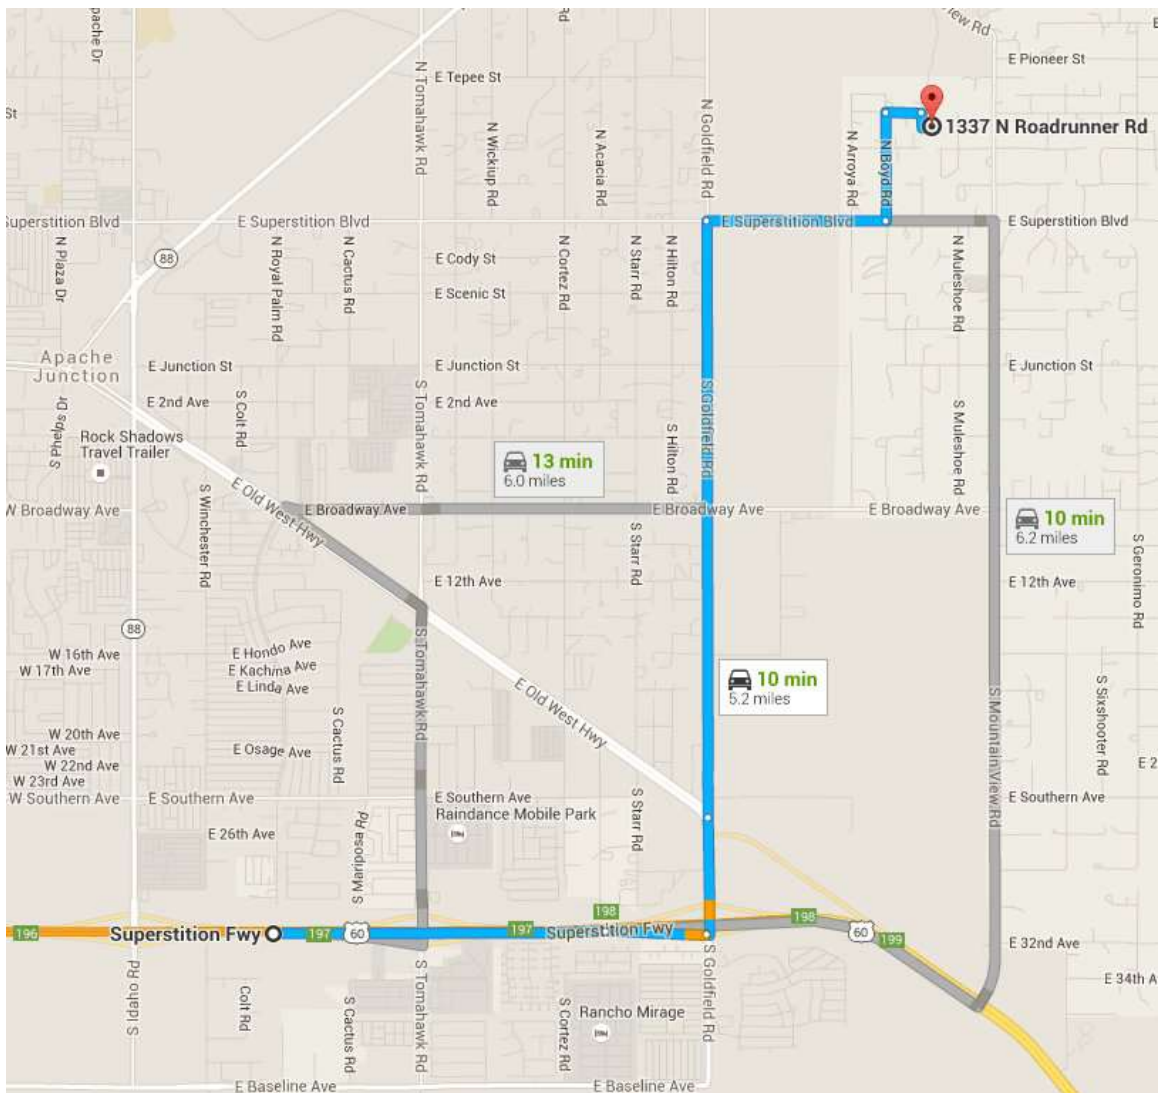 Apache Dr
Rd
View Rd
E Pioneer St
N Tomahawk Rd
E Tepee St
St
N Goldfield Rd
1337 N Roadrunner Rd
N Wickiup Rd
N Acacia Rd
N Arroya Rd
N Boyd Rd
Superstition Blvd
E Superstition Blvd
E Superstition Blvd
E Superstition Blvd
88
N Plaza Dr
N Royal Palm Rd
N Cactus Rd
E Cody St
N Cortez Rd
N Starr Rd
N Hilton Rd
N Muleshoe Rd
E Scenic St
Apache
Junction
E Junction St
E Junction St
E Junction St
E 2nd Ave
S Tomahawk Rd
E 2nd Ave
S Goldfield Rd
S Phelps Dr
S Colt Rd
S Hilton Rd
S Muleshoe Rd
Rock Shadows
Travel Trailer
13 min
6.0 miles
W Broadway Ave
S Winchester Rd
E Old West Hwy
E Broadway Ave
E Broadway Ave
E Broadway Ave
10 min
6.2 miles
S Starr Rd
S Geronimo Rd
E 12th Ave
E 12th Ave
88
W 16th Ave
W 17th Ave
E Hondo Ave
E Kachina Ave
E Linda Ave
S Tomahawk Rd
E Old West Hwy
10 min
5.2 miles
S Mountain View Rd
S Sixshooter Rd
W 20th Ave
W 21st Ave
W 22nd Ave
W 23rd Ave
W Southern Ave
E Osage Ave
S Cactus Rd
E 2
E Southern Ave
E Southern Ave
E Southern Ave
Raindance Mobile Park
S Starr Rd
E 26th Ave
S Mariposa Rd
196
Superstition Fwy
197
60
197
198
Superstition Fwy
198
60
199
E 32nd Ave
E 34th A
S Idaho Rd
Colt Rd
S Cactus Rd
S Tomahawk Rd
S Cortez Rd
Rancho Mirage
S Goldfield Rd
E Baseline Ave
E Baseline Ave